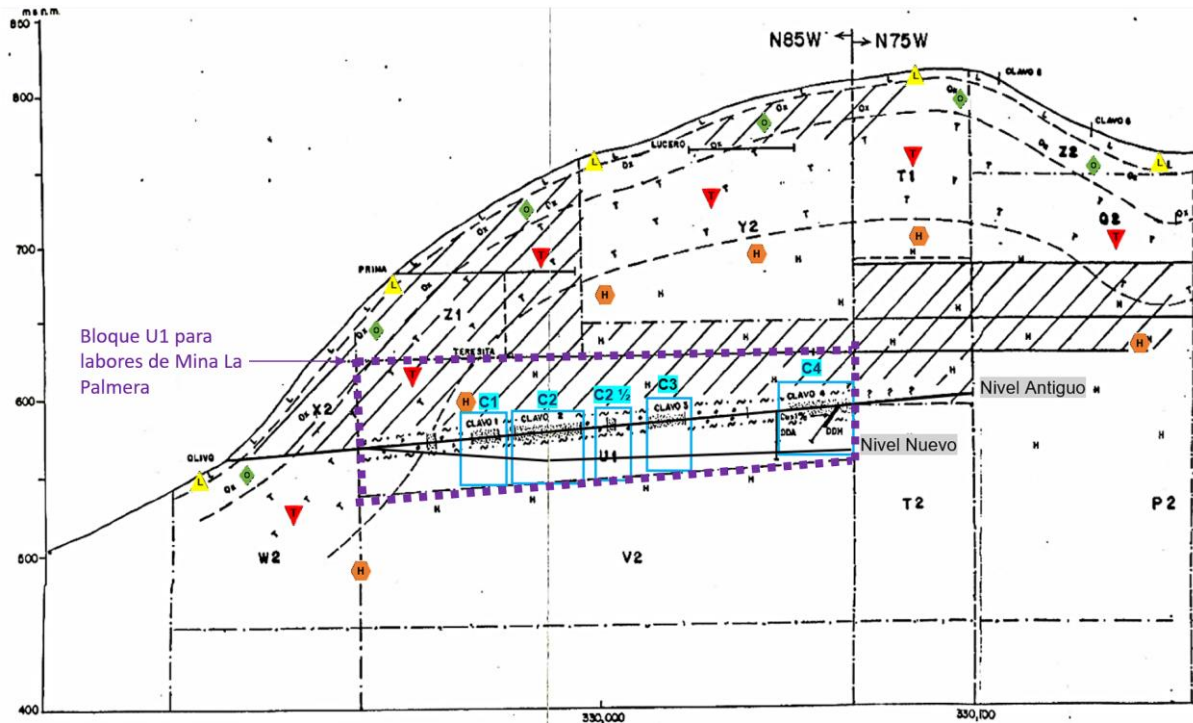 m s.n.m.
850
N85W
N75W
CLAVO 5
800
CLAVO 6
LUCERO
Z2
T1
Y2
Q2
700
PRIMA
Z1
Bloque U1 para
labores de Mina La
Palmera
TERESITA
C4
C3
C2 ½
C2
C1
Nivel Antiguo
600
X2
CLAVO 1
CLAVO 2
CLAVO 3
CLAVO 4
DDA
DDH
U1
Nivel Nuevo
OLIVO
T2
P2
500
W2
V2
400
330,000
330,100